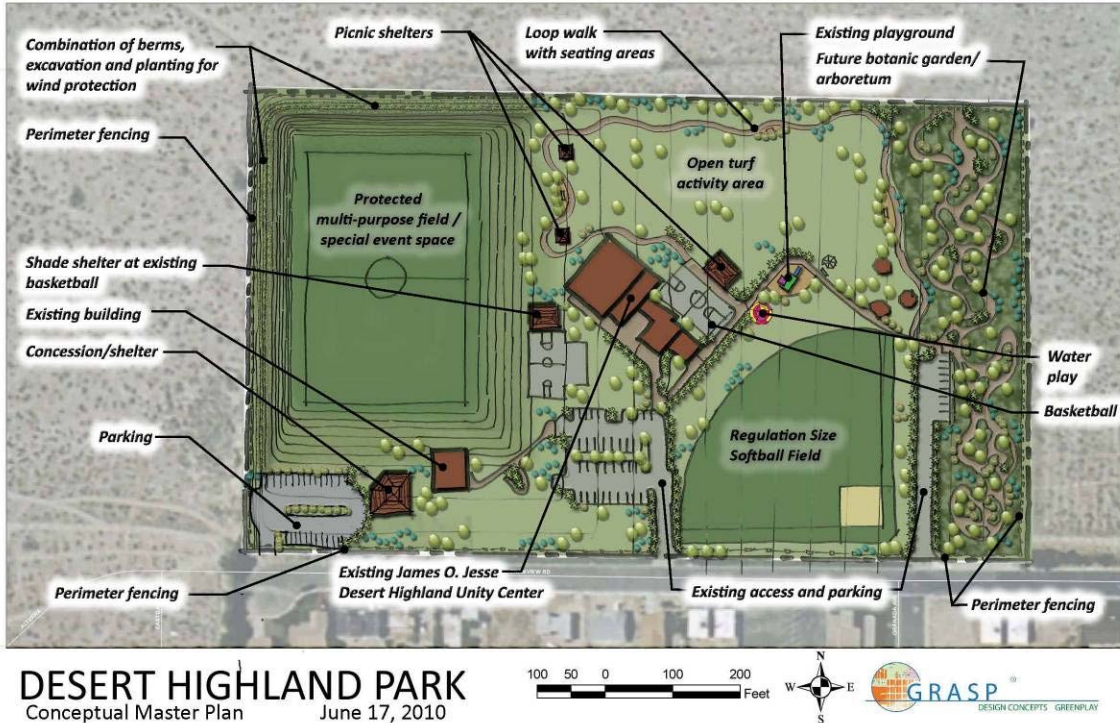 Combination of berms,
excavation and planting for
wind protection
Picnic shelters
Loop walk
with seating areas
Existing playground
Future botanic garden/
arboretum
Perimeter fencing
Protected
multi-purpose field /
special event space
Open turf
activity area
Shade shelter at existing
basketball
Existing building
Concession/shelter
Parking
Water
play
Basketball
Regulation Size
Softball Field
Perimeter fencing
Existing James O. Jesse
Desert Highland Unity Center
Existing access and parking
Perimeter fencing
DESERT HIGHLAND PARK
Conceptual Master Plan June 17, 2010
100 50 0 100 200
Feet
N
W E
S
GRASP ®
DESIGN CONCEPTS GREENPLAY